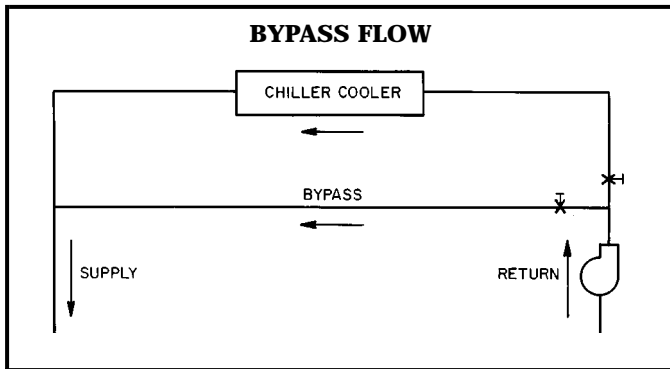 BYPASS FLOW
CHILLER COOLER
BYPASS
SUPPLY
RETURN